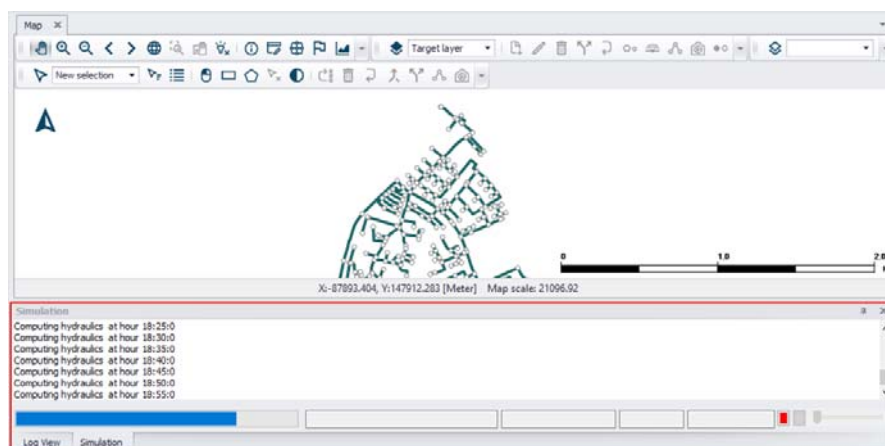 Map
Target layer
New selection
0 1.0 2.0
X:-87893.404, Y:147912.283 [Meter] Map scale: 21096.92
Simulation
Computing hydraulics at hour 18:25:0
Computing hydraulics at hour 18:30:0
Computing hydraulics at hour 18:35:0
Computing hydraulics at hour 18:40:0
Computing hydraulics at hour 18:45:0
Computing hydraulics at hour 18:50:0
Computing hydraulics at hour 18:55:0
Log View Simulation